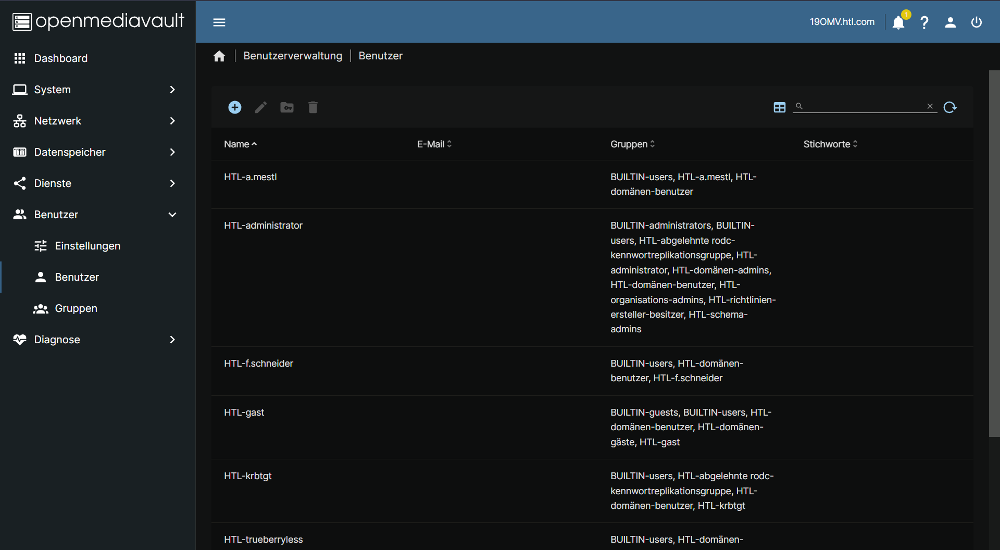 openmediavault
19OMV.htl.com
1
Dashboard
System
Netzwerk
Datenspeicher
Dienste
Benutzer
Einstellungen
Benutzer
Gruppen
Diagnose
Benutzerverwaltung
Benutzer
Name
E-Mail
Gruppen
Stichworte
HTL-a.mestl
BUILTIN-users, HTL-a.mestl, HTL-
domänen-benutzer
HTL-administrator
BUILTIN-administrators, BUILTIN-
users, HTL-abgelehnte rodc-
kennwortreplikationsgruppe, HTL-
administrator, HTL-domänen-admins,
HTL-domänen-benutzer, HTL-
organisations-admins, HTL-richtlinien-
ersteller-besitzer, HTL-schema-
admins
HTL-f.schneider
BUILTIN-users, HTL-domänen-
benutzer, HTL-f.schneider
HTL-gast
BUILTIN-guests, BUILTIN-users, HTL-
domänen-benutzer, HTL-domänen-
gäste, HTL-gast
HTL-krbtgt
BUILTIN-users, HTL-abgelehnte rodc-
kennwortreplikationsgruppe, HTL-
domänen-benutzer, HTL-krbtgt
HTL-trueberryless
BUILTIN-users, HTL-domänen-